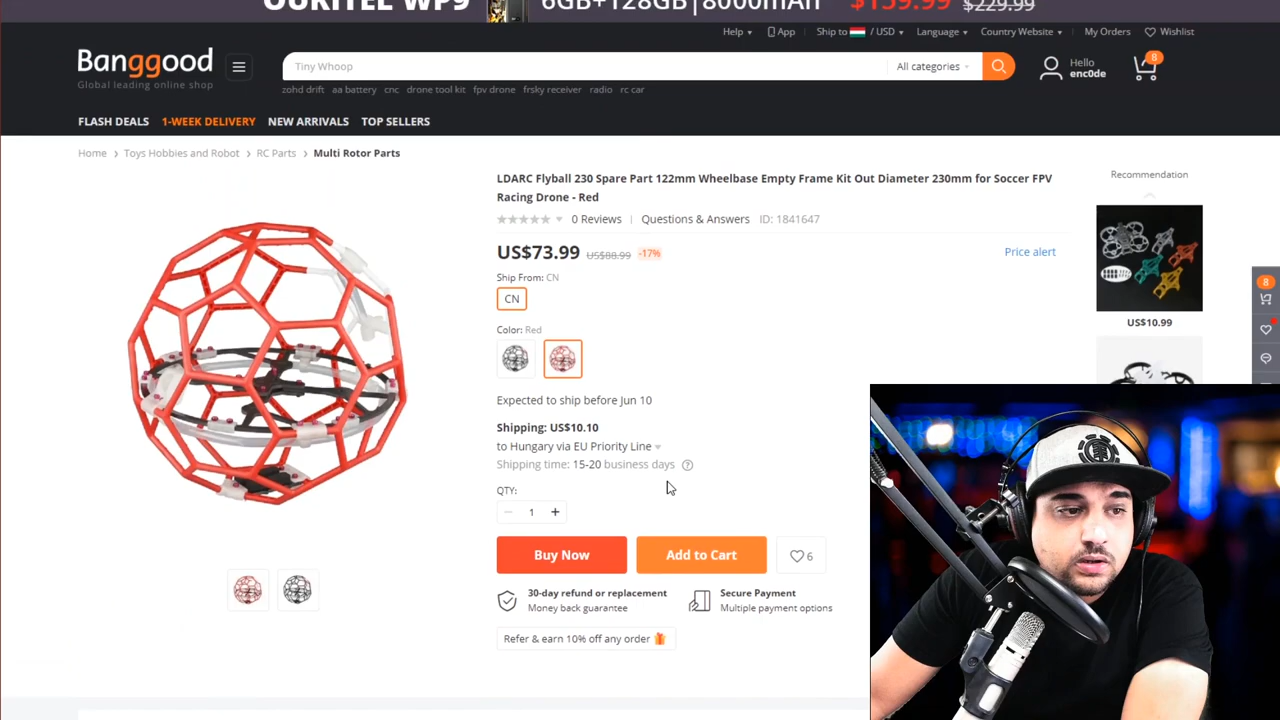 OUKITEL WP9 6GB+128GB|8000mAh $159.99 $229.99
Help Ship to / USD Language Country Website My Orders Wishlist
App
Banggood
Global leading online shop
Tiny Whoop All categories
Hello
enc0de
8
zohd drift aa battery cnc drone tool kit fpv drone frsky receiver radio rc car
FLASH DEALS 1-WEEK DELIVERY NEW ARRIVALS TOP SELLERS
Home > Toys Hobbies and Robot > RC Parts > Multi Rotor Parts
LDARC Flyball 230 Spare Part 122mm Wheelbase Empty Frame Kit Out Diameter 230mm for Soccer FPV
Racing Drone - Red
0 Reviews | Questions & Answers ID: 1841647
US$73.99 US$88.99 -17% Price alert
Ship From: CN
CN
Color: Red
Expected to ship before Jun 10
Shipping: US$10.10
to Hungary via EU Priority Line
Shipping time: 15-20 business days ?
QTY:
− 1 +
Buy Now Add to Cart 6
30-day refund or replacement
Money back guarantee
Secure Payment
Multiple payment options
Refer & earn 10% off any order
Recommendation
US$10.99
8